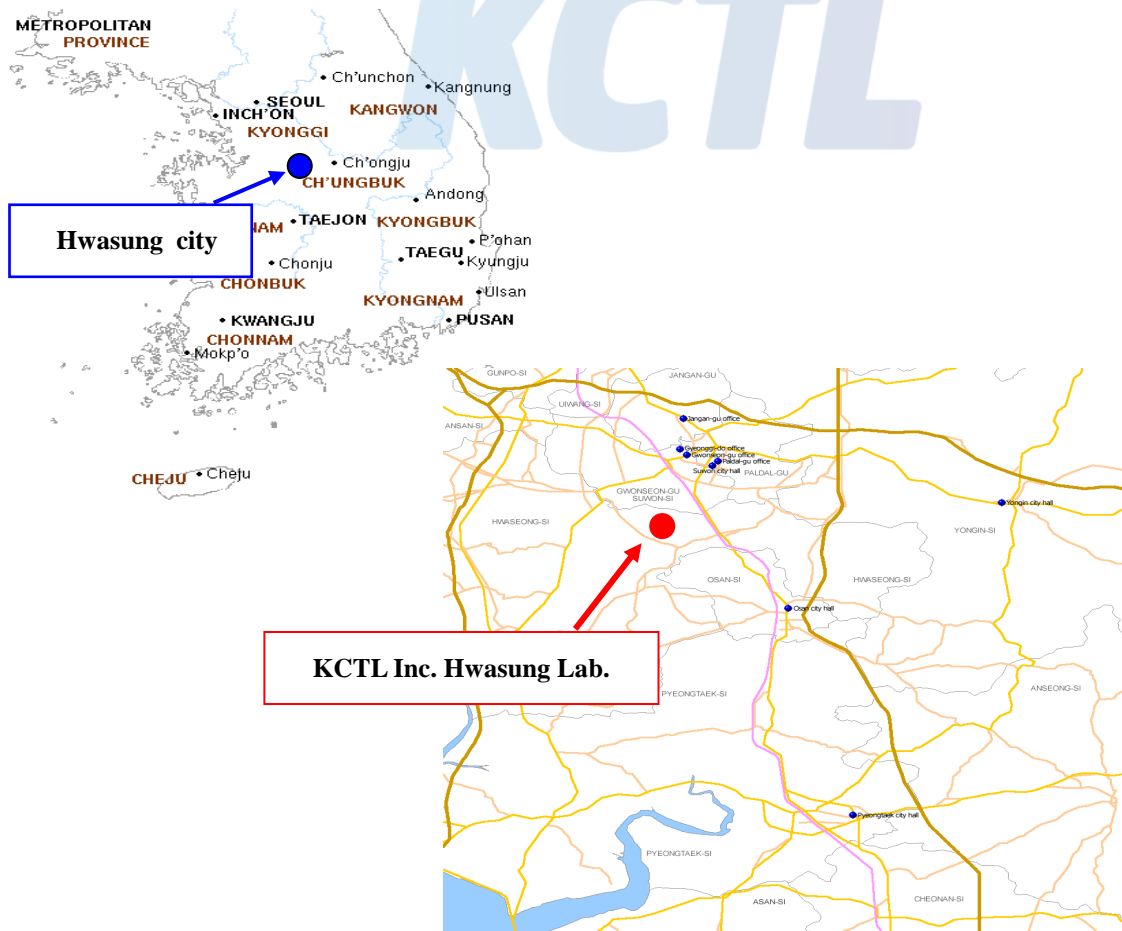 KCTL
METROPOLITAN
PROVINCE
Ch'unchon
Kangnung
SEOUL
KANGWON
INCH'ON
KYONGGI
Ch'ongju
CH'UNGBUK
Andong
Hwasung city
NAM
TAEJON
KYONGBUK
P'ohan
TAEGU
Kyungju
Chonju
CHONBUK
Ulsan
KYONGNAM
KWANGJU
PUSAN
CHONNAM
Mokp'o
CHEJU
Cheju
GUNPO-SI
JANGAN-GU
UIWANG-SI
ANSAN-SI
Jangan-gu office
Gyeonggi-do office
Gwonseon-gu office
Paldal-gu office
Suwon city hall
PALDAL-GU
GWONSEON-GU
SUWON-SI
Yongin city hall
HWASEONG-SI
YONGIN-SI
OSAN-SI
HWASEONG-SI
Osan city hall
KCTL Inc. Hwasung Lab.
PYEONGTAEK-SI
ANSEONG-SI
Pyeongtaek city hall
PYEONGTAEK-SI
ASAN-SI
CHEONAN-SI